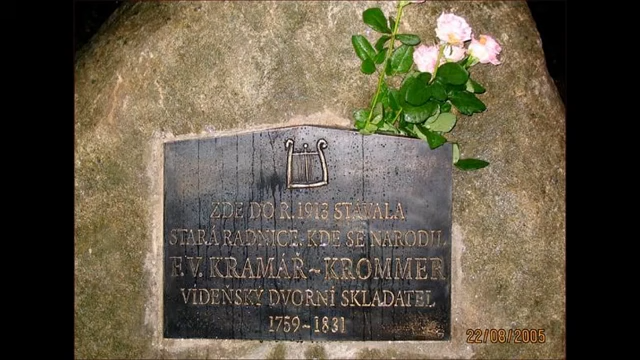 ZDE DO R. 1913 STÁVALA
STARÁ RADNICE, KDE SE NARODIL
F. V. KRAMÁŘ~KROMMER
VÍDEŇSKÝ DVORNÍ SKLADATEL
1759~1831
22/08/2005